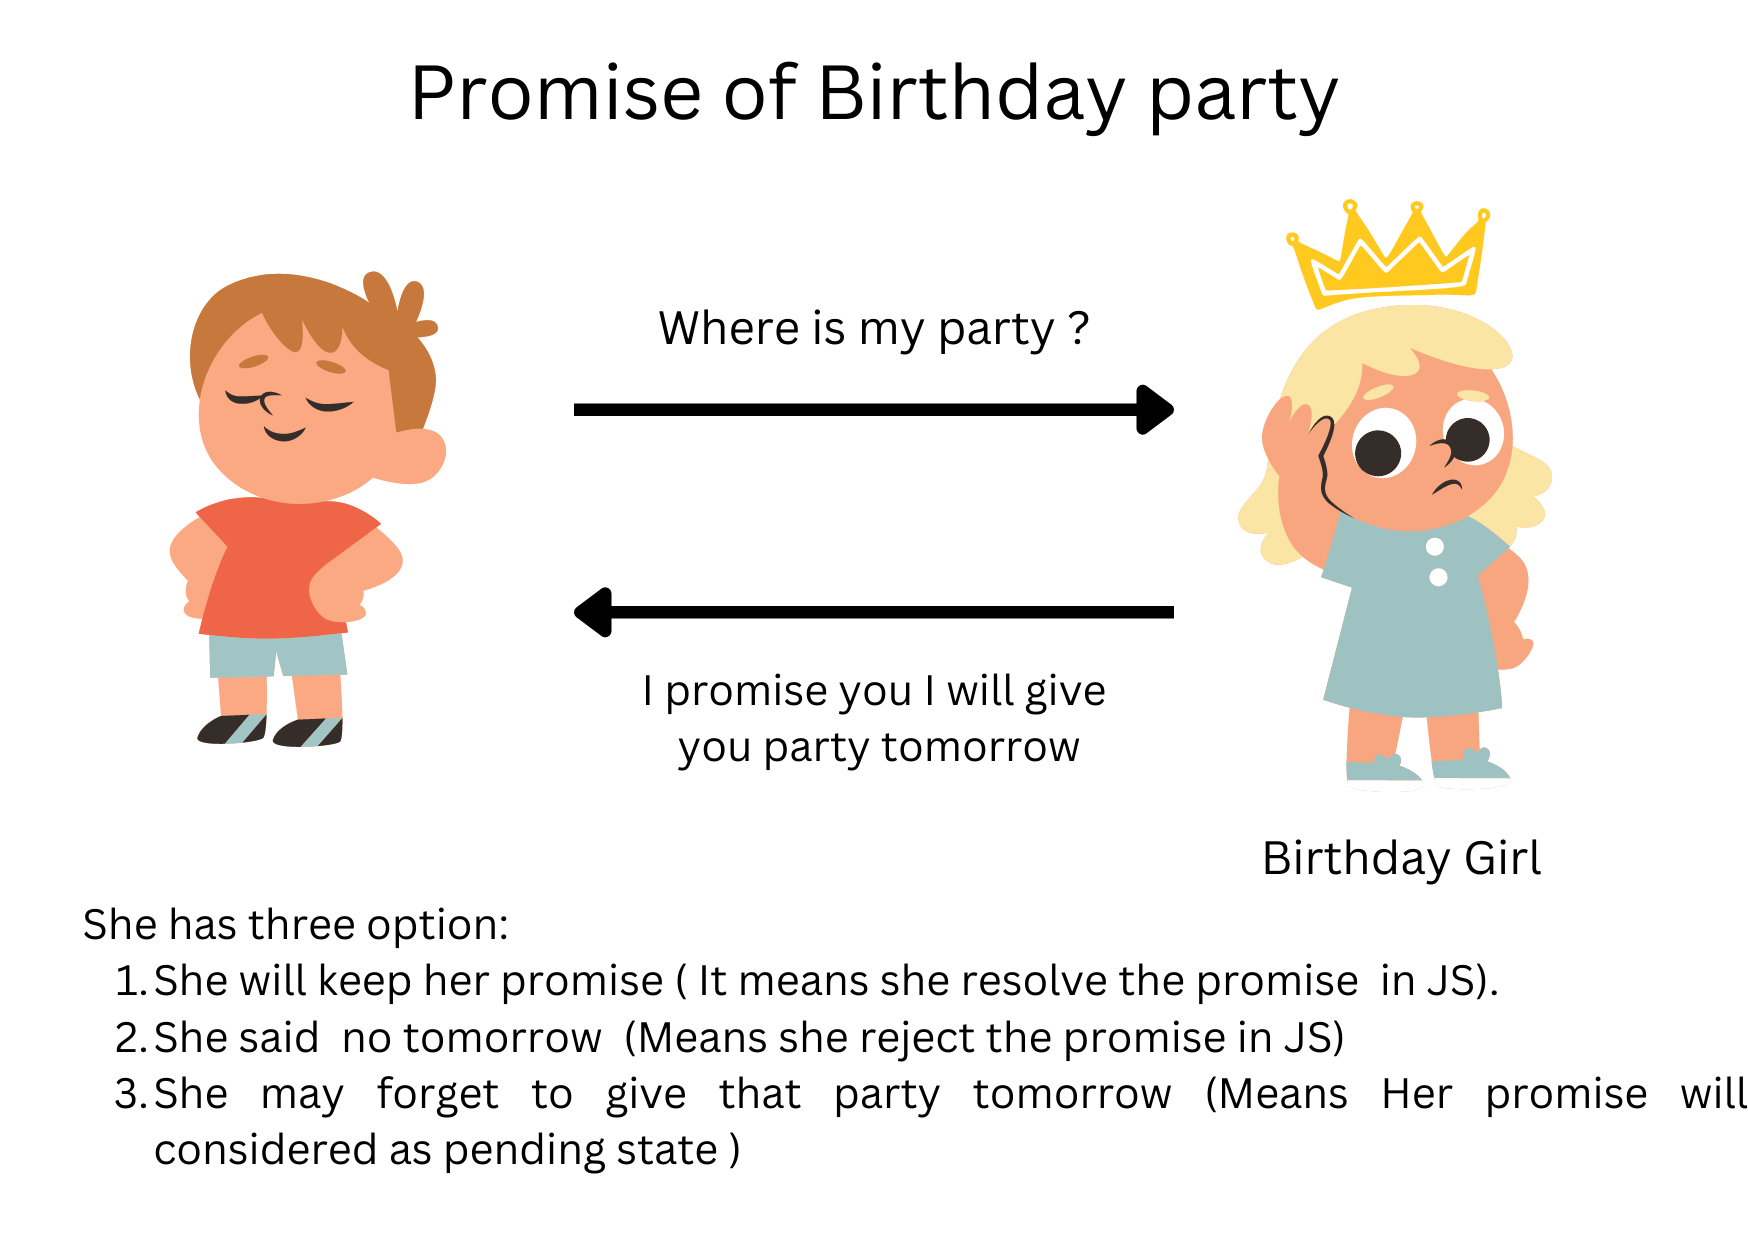 Promise of Birthday party
Where is my party ?
I promise you I will give
you party tomorrow
Birthday Girl
She has three option:
1. She will keep her promise ( It means she resolve the promise  in JS).
2. She said  no tomorrow  (Means she reject the promise in JS)
3. She may forget to give that party tomorrow (Means Her promise will
considered as pending state )